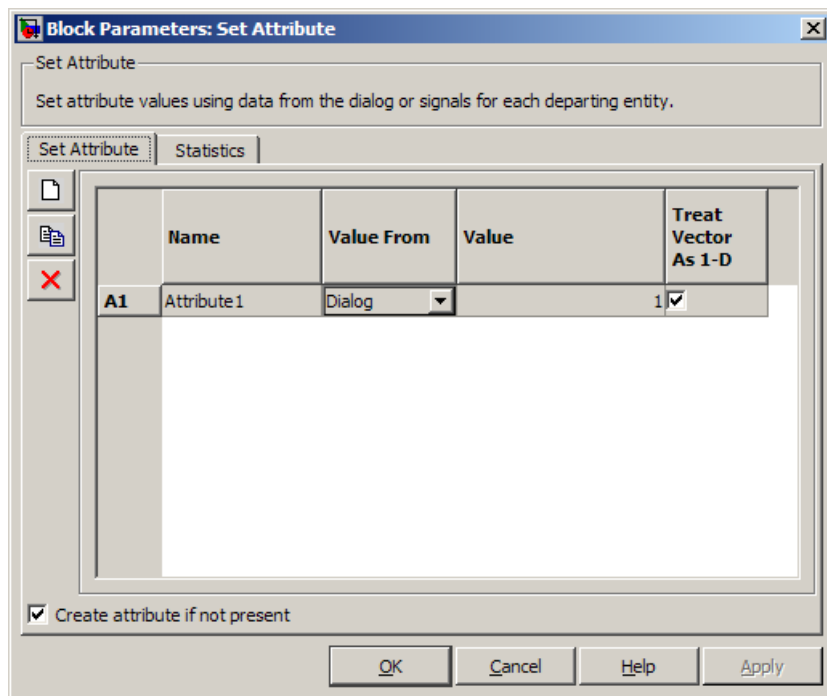 Block Parameters: Set Attribute
Set Attribute
Set attribute values using data from the dialog or signals for each departing entity.
Set Attribute Statistics
Name Value From Value Treat Vector As 1-D
A1 Attribute1 Dialog 1
Create attribute if not present
OK Cancel Help Apply